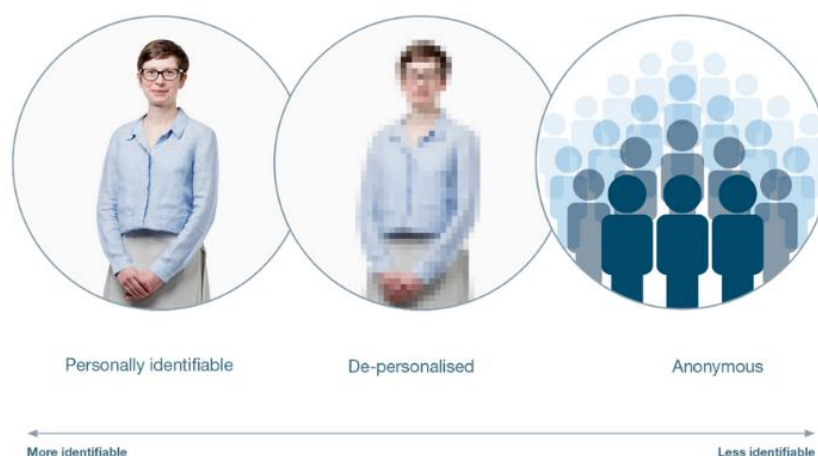 Personally identifiable
De-personalised
Anonymous
More identifiable
Less identifiable